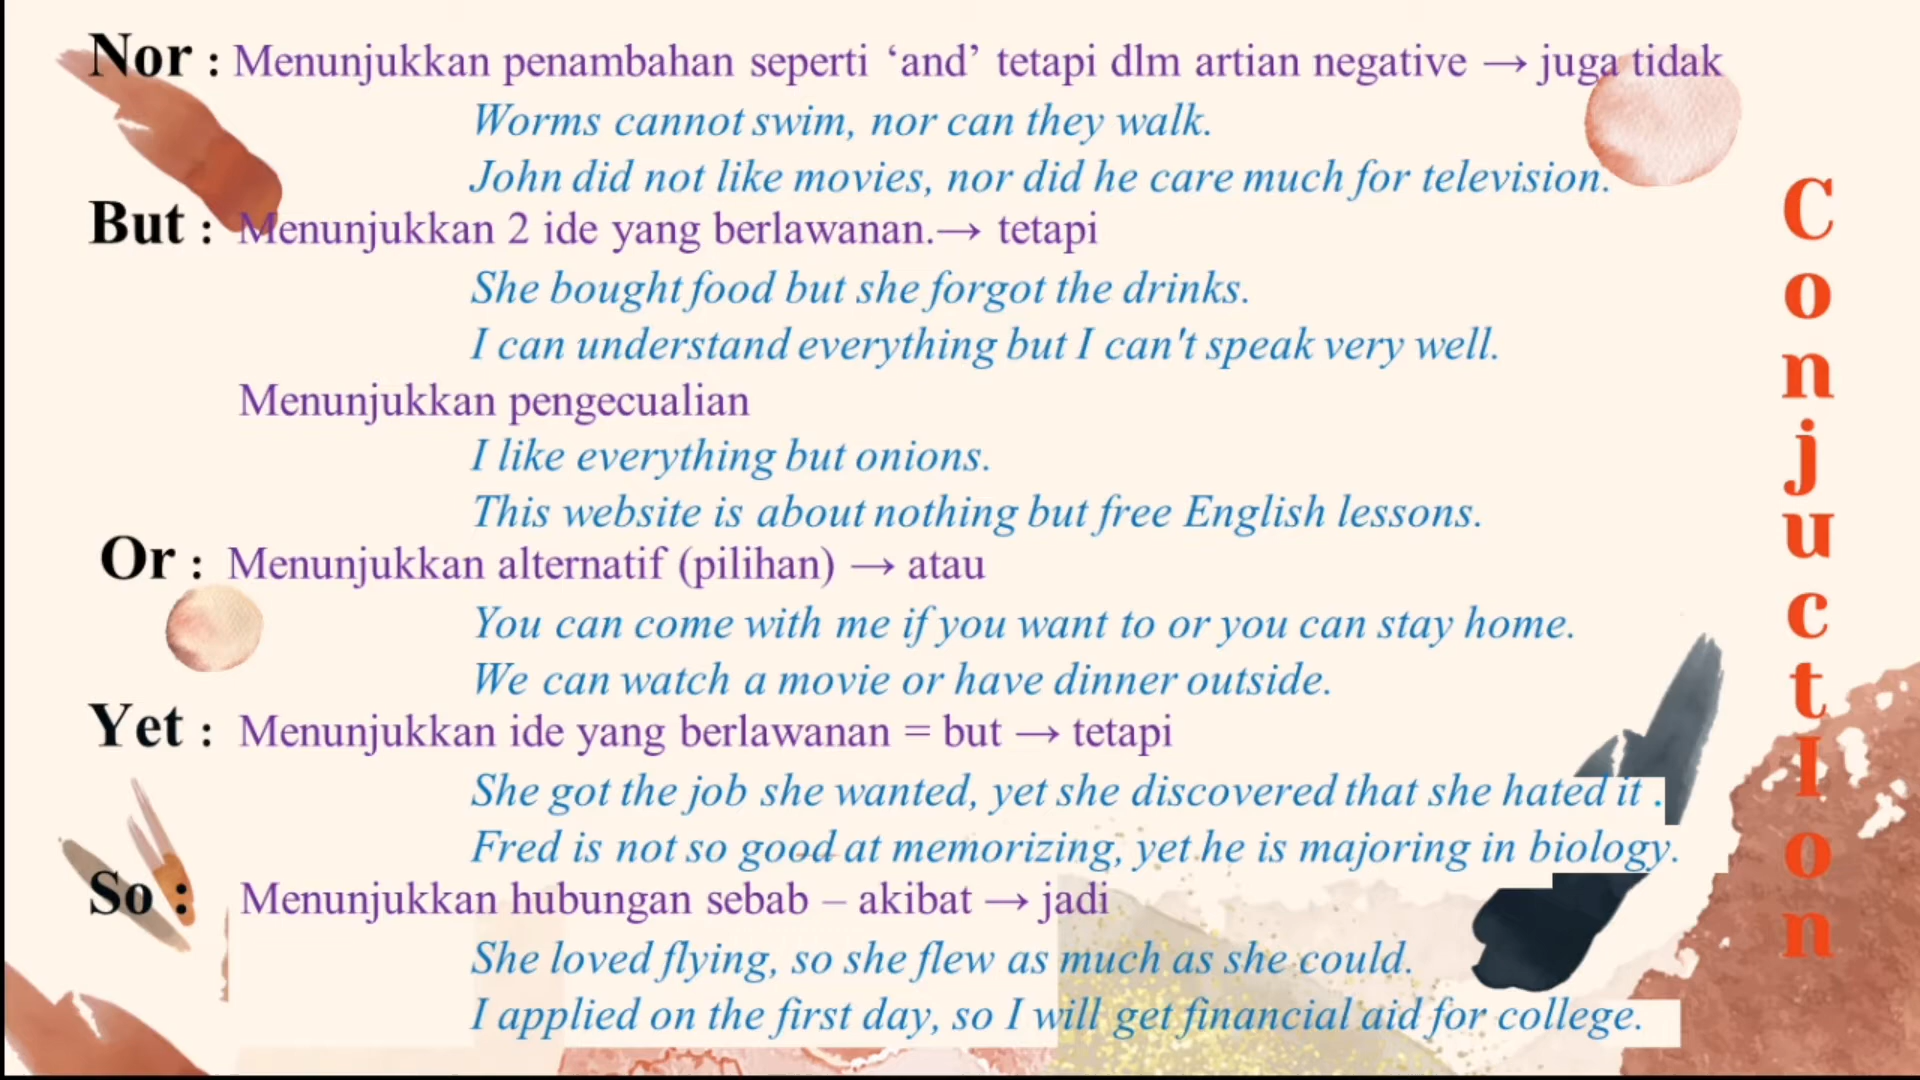 Nor : Menunjukkan penambahan seperti ‘and’ tetapi dlm artian negative → juga tidak
Worms cannot swim, nor can they walk.
John did not like movies, nor did he care much for television.
But : Menunjukkan 2 ide yang berlawanan.→ tetapi
She bought food but she forgot the drinks.
I can understand everything but I can't speak very well.
Menunjukkan pengecualian
I like everything but onions.
This website is about nothing but free English lessons.
Or : Menunjukkan alternatif (pilihan) → atau
You can come with me if you want to or you can stay home.
We can watch a movie or have dinner outside.
Yet : Menunjukkan ide yang berlawanan = but → tetapi
She got the job she wanted, yet she discovered that she hated it .
Fred is not so good at memorizing, yet he is majoring in biology.
So : Menunjukkan hubungan sebab – akibat → jadi
She loved flying, so she flew as much as she could.
I applied on the first day, so I will get financial aid for college.
ConjuctIon